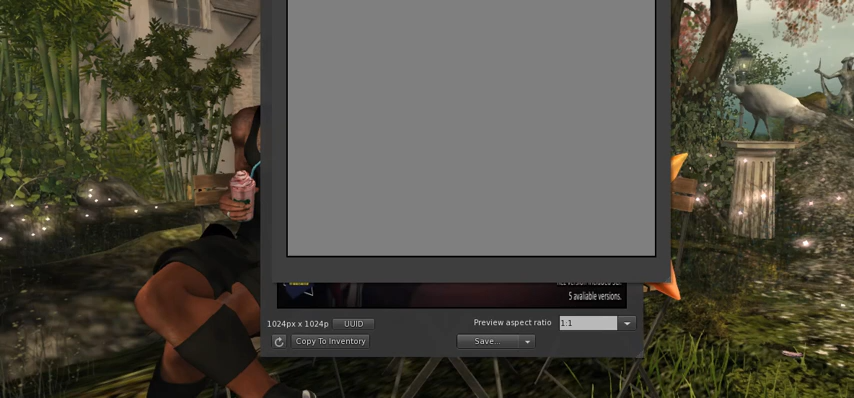 5 available versions.
1024px x 1024p
UUID
Preview aspect ratio
1:1
Copy To Inventory
Save...